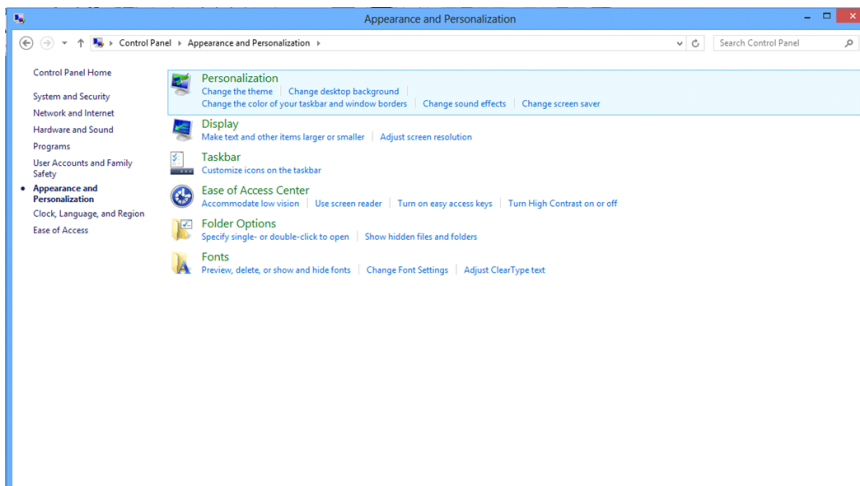 Appearance and Personalization
Control Panel Appearance and Personalization
Search Control Panel
Control Panel Home
System and Security
Network and Internet
Hardware and Sound
Programs
User Accounts and Family
Safety
Appearance and
Personalization
Clock, Language, and Region
Ease of Access
Personalization
Change the theme Change desktop background
Change the color of your taskbar and window borders Change sound effects Change screen saver
Display
Make text and other items larger or smaller Adjust screen resolution
Taskbar
Customize icons on the taskbar
Ease of Access Center
Accommodate low vision Use screen reader Turn on easy access keys Turn High Contrast on or off
Folder Options
Specify single- or double-click to open Show hidden files and folders
Fonts
Preview, delete, or show and hide fonts Change Font Settings Adjust ClearType text